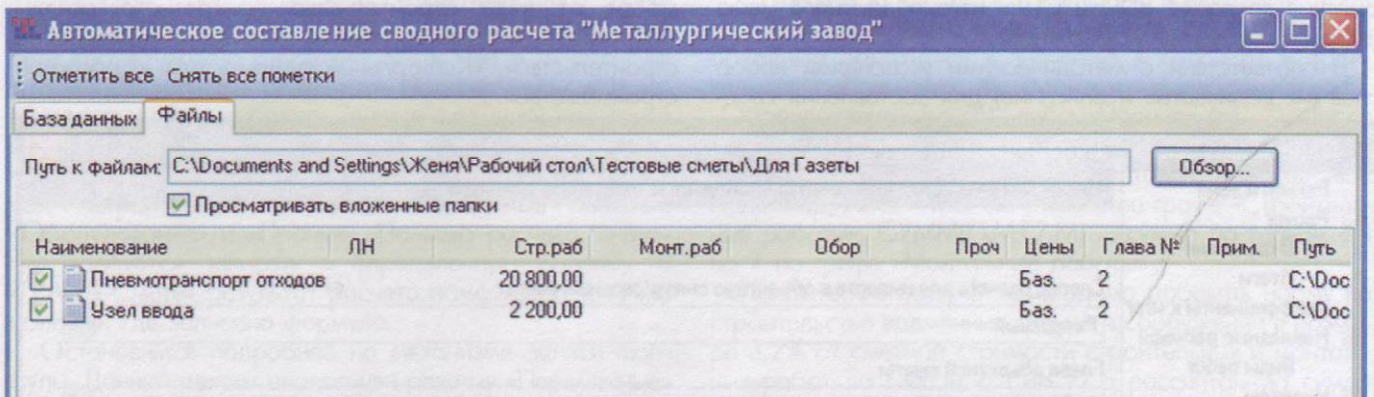 Автоматическое составление сводного расчета "Металлургический завод"
Отметить все Снять все пометки
База данных Файлы
Путь к файлам: C:\Documents and Settings\Женя\Рабочий стол\Тестовые сметы\Для Газеты Обзор...
Просматривать вложенные папки
Наименование ЛН Стр.раб Монт.раб Обор Проч Цены Глава № Прим. Путь
Пневмотранспорт отходов 20 800,00 Баз. 2 C:\Doc
Узел ввода 2 200,00 Баз. 2 C:\Doc